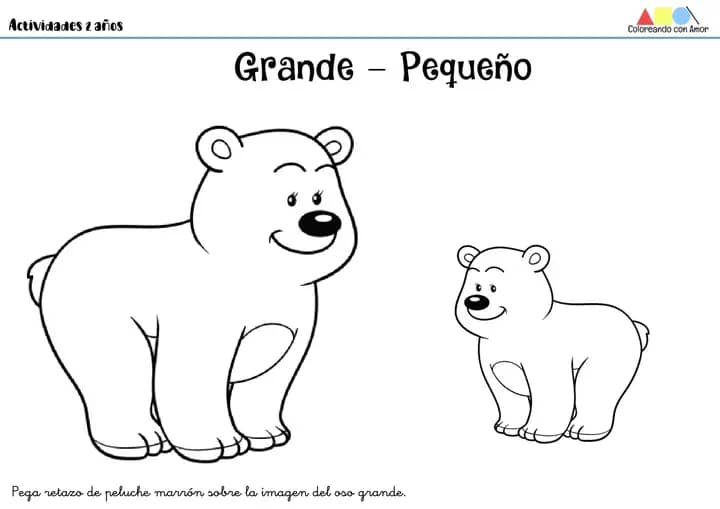 Actividades 2 años
Coloreando con Amor
Grande – Pequeño
Pega retazo de peluche marrón sobre la imagen del oso grande.